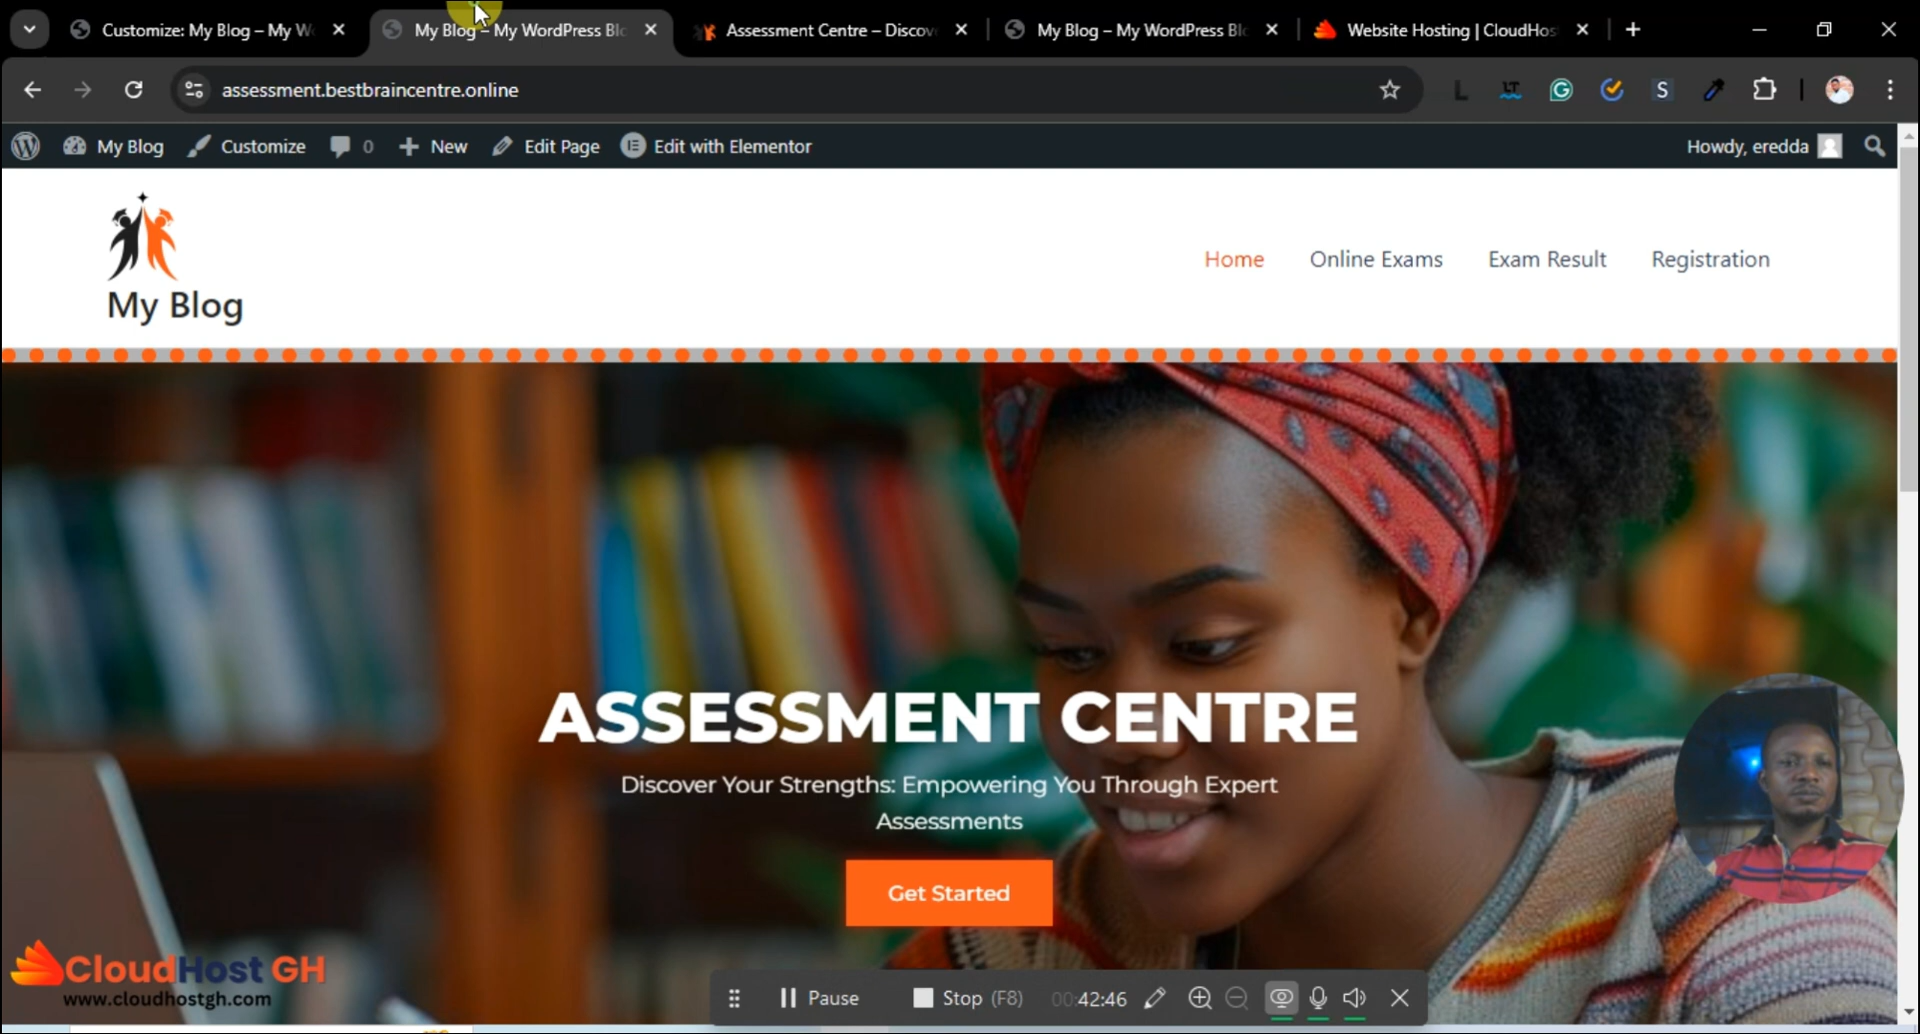 Customize: My Blog – My W
My Blog – My WordPress Blo
Assessment Centre – Discov
My Blog – My WordPress Blo
Website Hosting | CloudHos
assessment.bestbraincentre.online
My Blog
Customize
0
New
Edit Page
Edit with Elementor
Howdy, eredda
My Blog
Home
Online Exams
Exam Result
Registration
ASSESSMENT CENTRE
Discover Your Strengths: Empowering You Through Expert
Assessments
Get Started
CloudHost GH
www.cloudhostgh.com
Pause
Stop (F8)
00:42:46